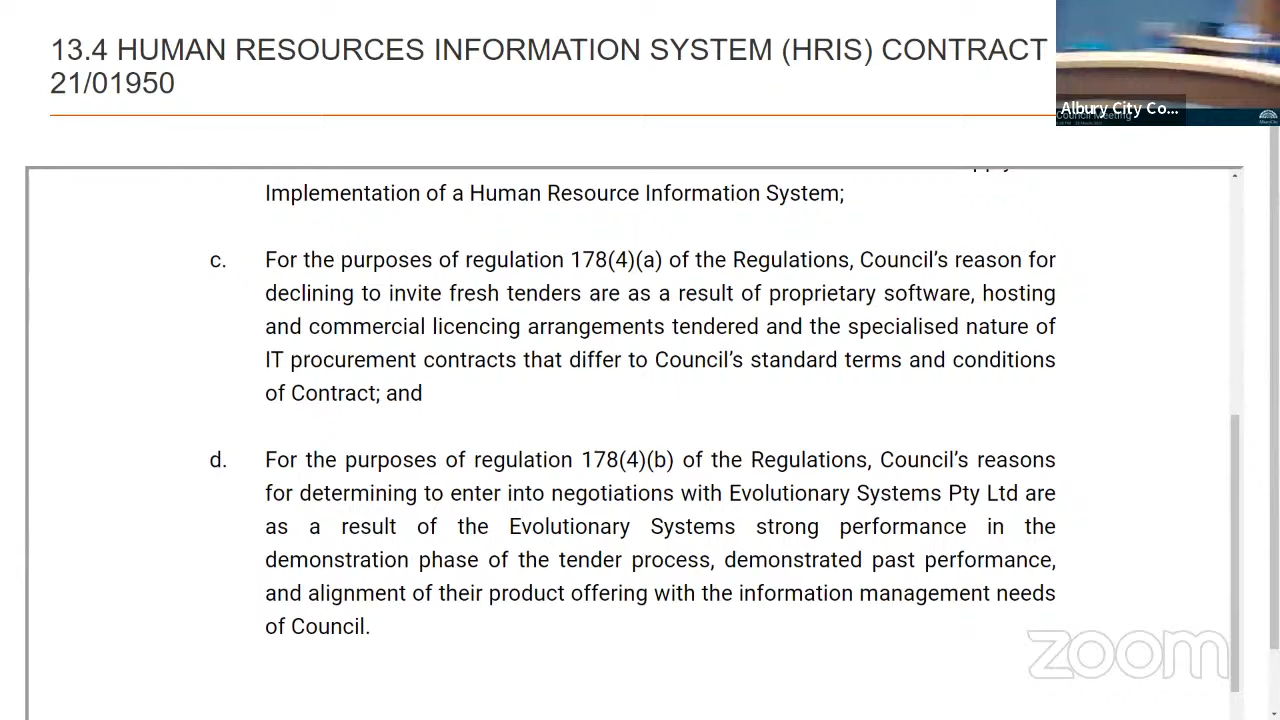 13.4 HUMAN RESOURCES INFORMATION SYSTEM (HRIS) CONTRACT
21/01950
Albury City Co...
Council Meeting
Implementation of a Human Resource Information System;
c. For the purposes of regulation 178(4)(a) of the Regulations, Council’s reason for
declining to invite fresh tenders are as a result of proprietary software, hosting
and commercial licencing arrangements tendered and the specialised nature of
IT procurement contracts that differ to Council’s standard terms and conditions
of Contract; and
d. For the purposes of regulation 178(4)(b) of the Regulations, Council’s reasons
for determining to enter into negotiations with Evolutionary Systems Pty Ltd are
as a result of the Evolutionary Systems strong performance in the
demonstration phase of the tender process, demonstrated past performance,
and alignment of their product offering with the information management needs
of Council.
zoom